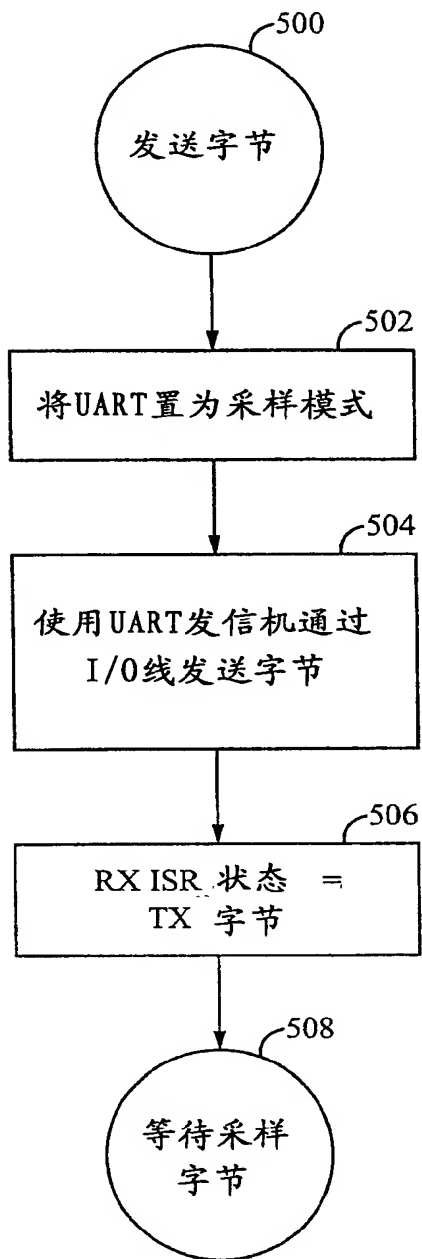 500
发送字节
502
将UART置为采样模式
504
使用UART发信机通过
I/O线发送字节
506
RX ISR 状态 =
TX 字节
508
等待采样
字节